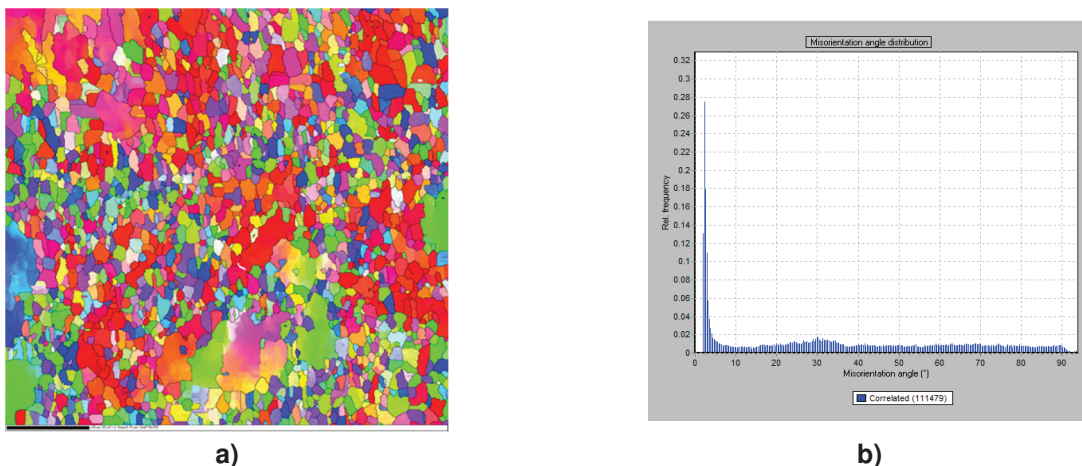 Misorientation angle distribution
Rel. frequency
0.32
0.3
0.28
0.26
0.24
0.22
0.2
0.18
0.16
0.14
0.12
0.1
0.08
0.06
0.04
0.02
0
0 10 20 30 40 50 60 70 80 90
Misorientation angle (°)
Correlated (111479)
a) b)